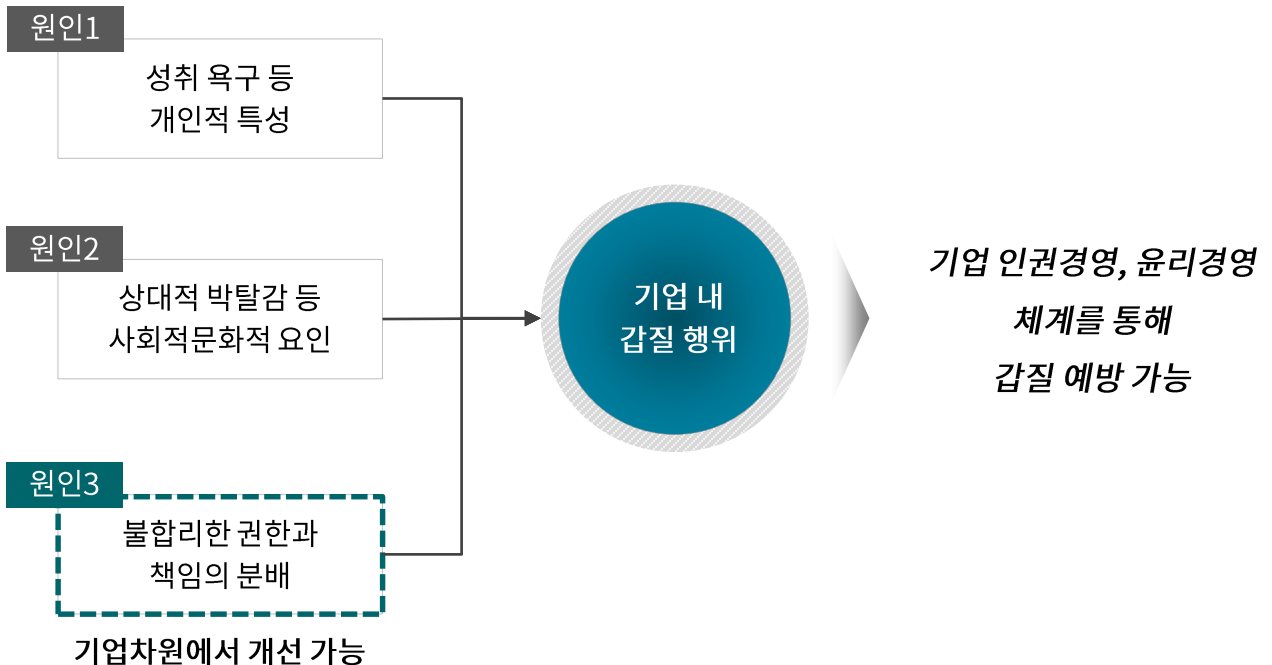 원인1
성취 욕구 등
개인적 특성
원인2
상대적 박탈감 등
사회적문화적 요인
원인3
불합리한 권한과
책임의 분배
기업차원에서 개선 가능
기업 내
갑질 행위
기업 인권경영, 윤리경영
체계를 통해
갑질 예방 가능